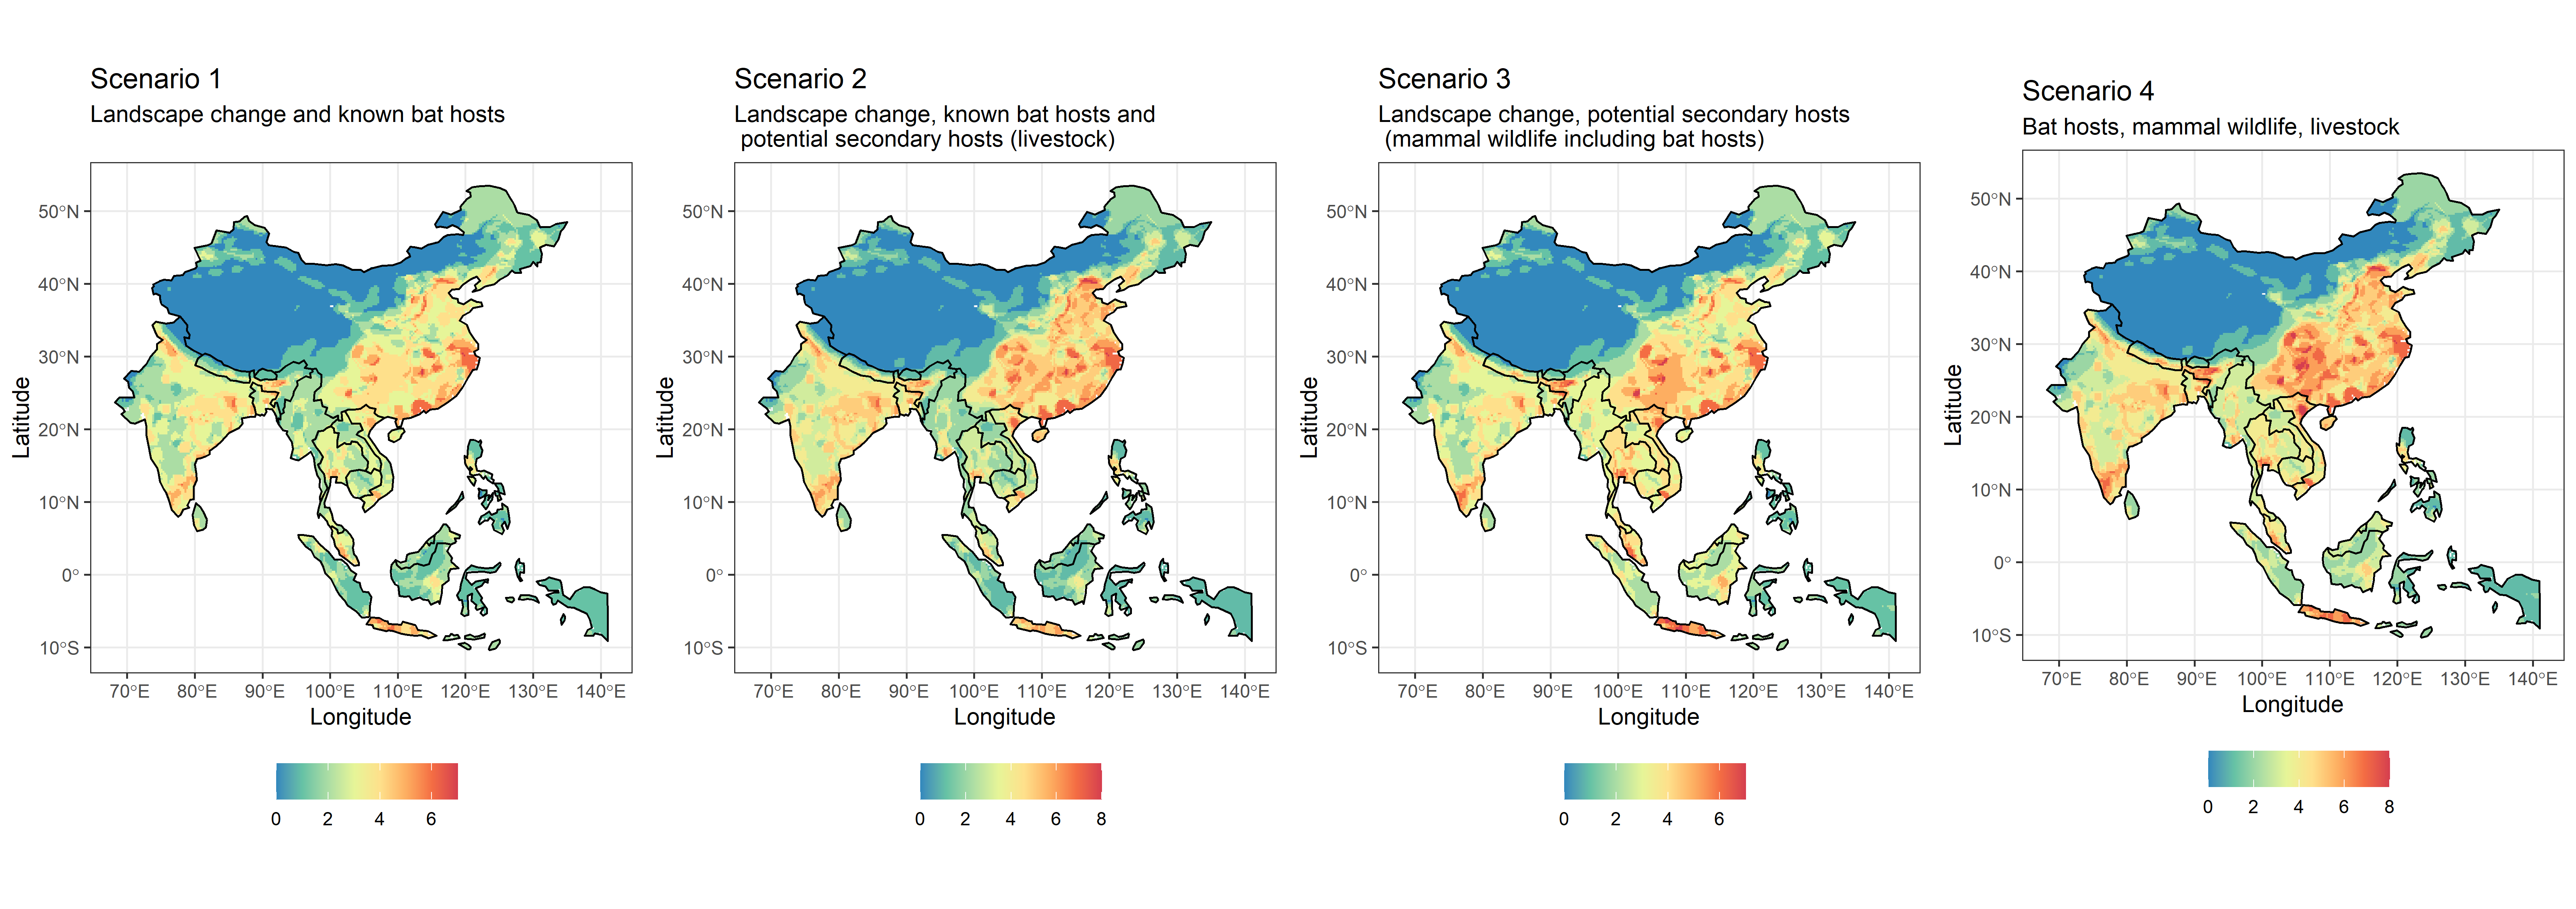 Scenario 1
Landscape change and known bat hosts
50°N
40°N
30°N
20°N
10°N
0°
10°S
Latitude
70°E 80°E 90°E 100°E 110°E 120°E 130°E 140°E
Longitude
0 2 4 6
Scenario 2
Landscape change, known bat hosts and
potential secondary hosts (livestock)
50°N
40°N
30°N
20°N
10°N
0°
10°S
Latitude
70°E 80°E 90°E 100°E 110°E 120°E 130°E 140°E
Longitude
0 2 4 6 8
Scenario 3
Landscape change, potential secondary hosts
(mammal wildlife including bat hosts)
50°N
40°N
30°N
20°N
10°N
0°
10°S
Latitude
70°E 80°E 90°E 100°E 110°E 120°E 130°E 140°E
Longitude
0 2 4 6
Scenario 4
Bat hosts, mammal wildlife, livestock
50°N
40°N
30°N
20°N
10°N
0°
10°S
Latitude
70°E 80°E 90°E 100°E 110°E 120°E 130°E 140°E
Longitude
0 2 4 6 8